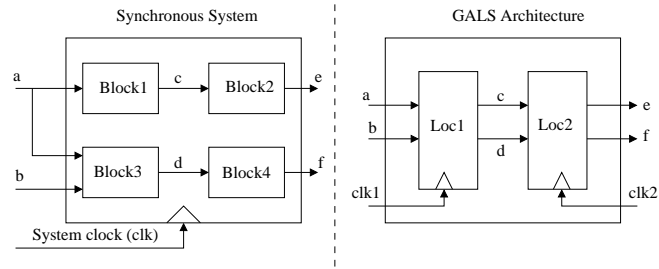 Synchronous System
a
Block1
c
Block2
e
b
Block3
d
Block4
f
System clock (clk)
GALS Architecture
a
b
Loc1
c
d
Loc2
e
f
clk1
clk2